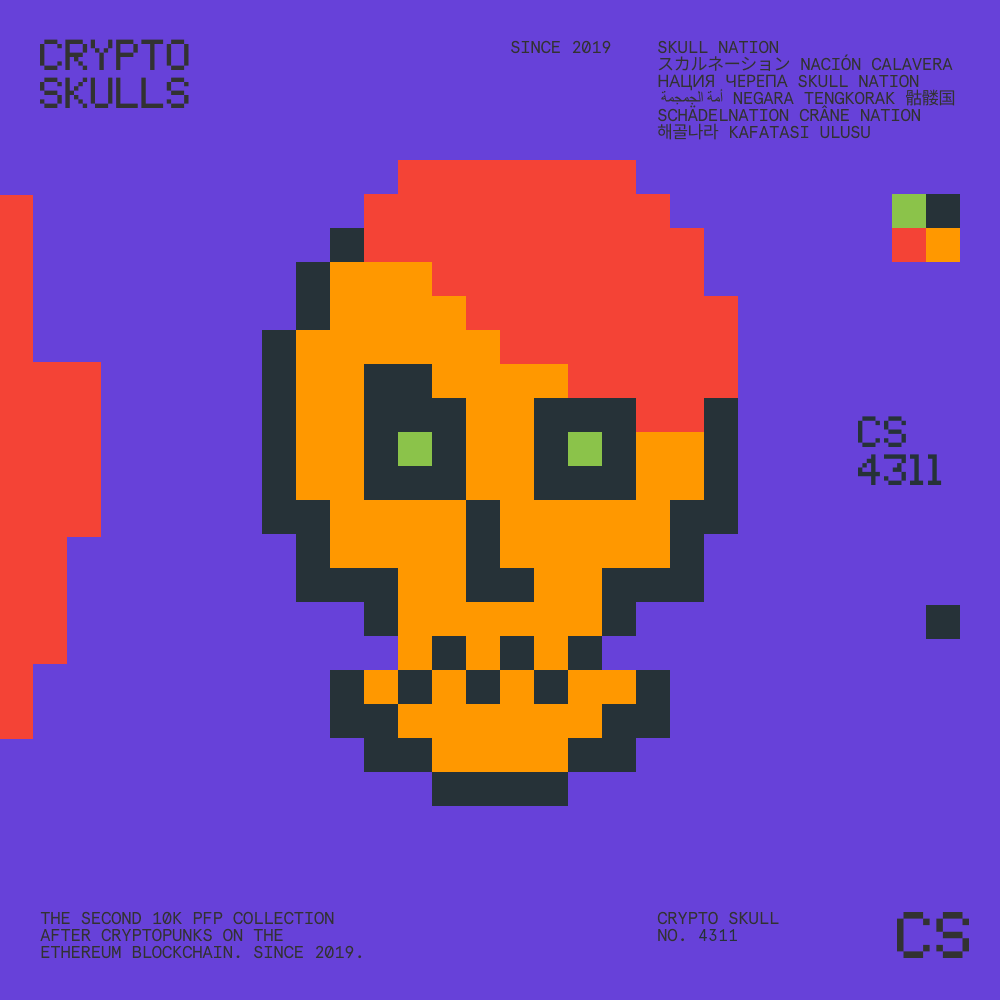 CRYPTO
SKULLS
SINCE 2019
SKULL NATION
スカルネーション NACIÓN CALAVERA
НАЦИЯ ЧЕРЕПА SKULL NATION
أمة الجمجمة NEGARA TENGKORAK 骷髅国
SCHÄDELNATION CRÂNE NATION
해골나라 KAFATASI ULUSU
CS
4311
THE SECOND 10K PFP COLLECTION
AFTER CRYPTOPUNKS ON THE
ETHEREUM BLOCKCHAIN. SINCE 2019.
CRYPTO SKULL
NO. 4311
CS